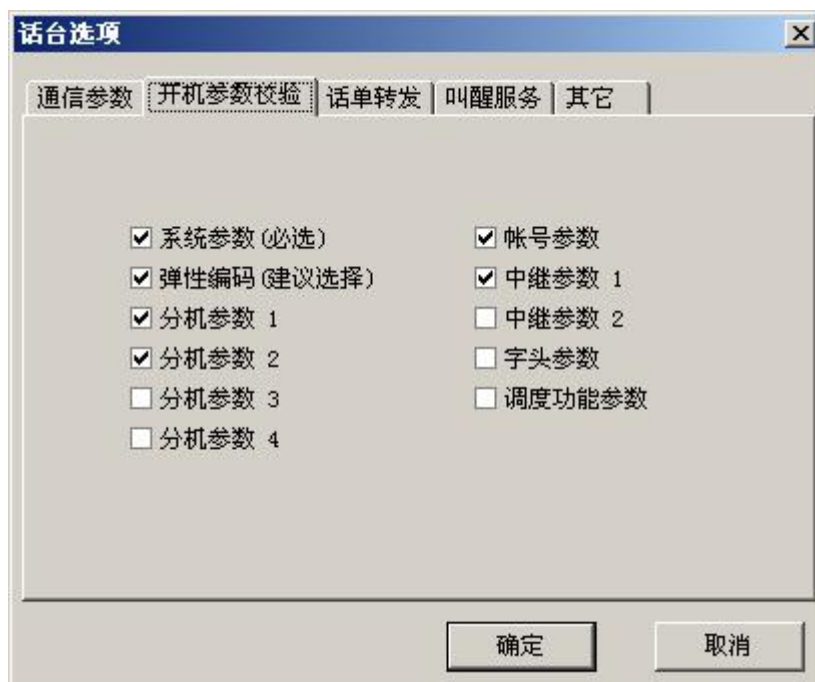 话台选项
通信参数 开机参数校验 话单转发 叫醒服务 其它
系统参数(必选) 帐号参数
弹性编码(建议选择) 中继参数 1
分机参数 1 中继参数 2
分机参数 2 字头参数
分机参数 3 调度功能参数
分机参数 4
确定 取消